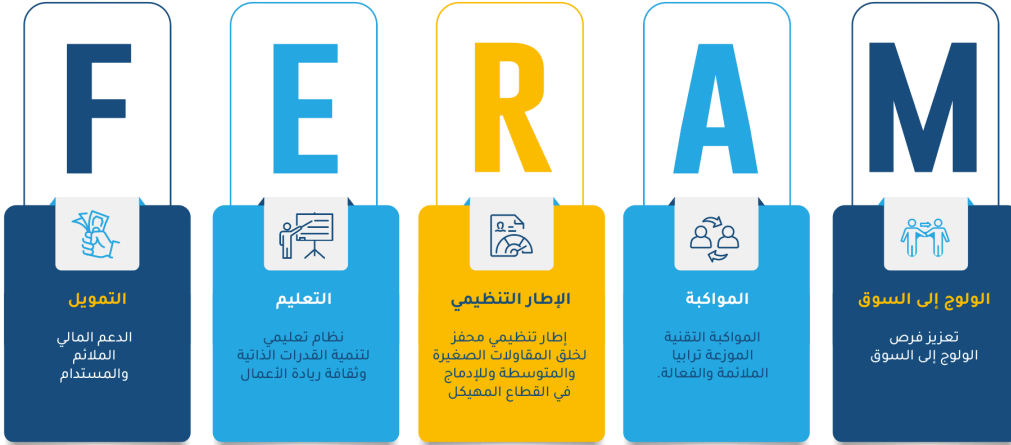 F
التمويل
الدعم المالي
الملائم
والمستدام
E
التعليم
نظام تعليمي
لتنمية القدرات الذاتية
وثقافة ريادة الأعمال
R
الإطار التنظيمي
إطار تنظيمي محفز
لخلق المقاولات الصغيرة
والمتوسطة وللإدماج
في القطاع المهيكل
A
المواكبة
المواكبة التقنية
الموزعة ترابيا
الملائمة والفعالة.
M
الولوج إلى السوق
تعزيز فرص
الولوج إلى السوق